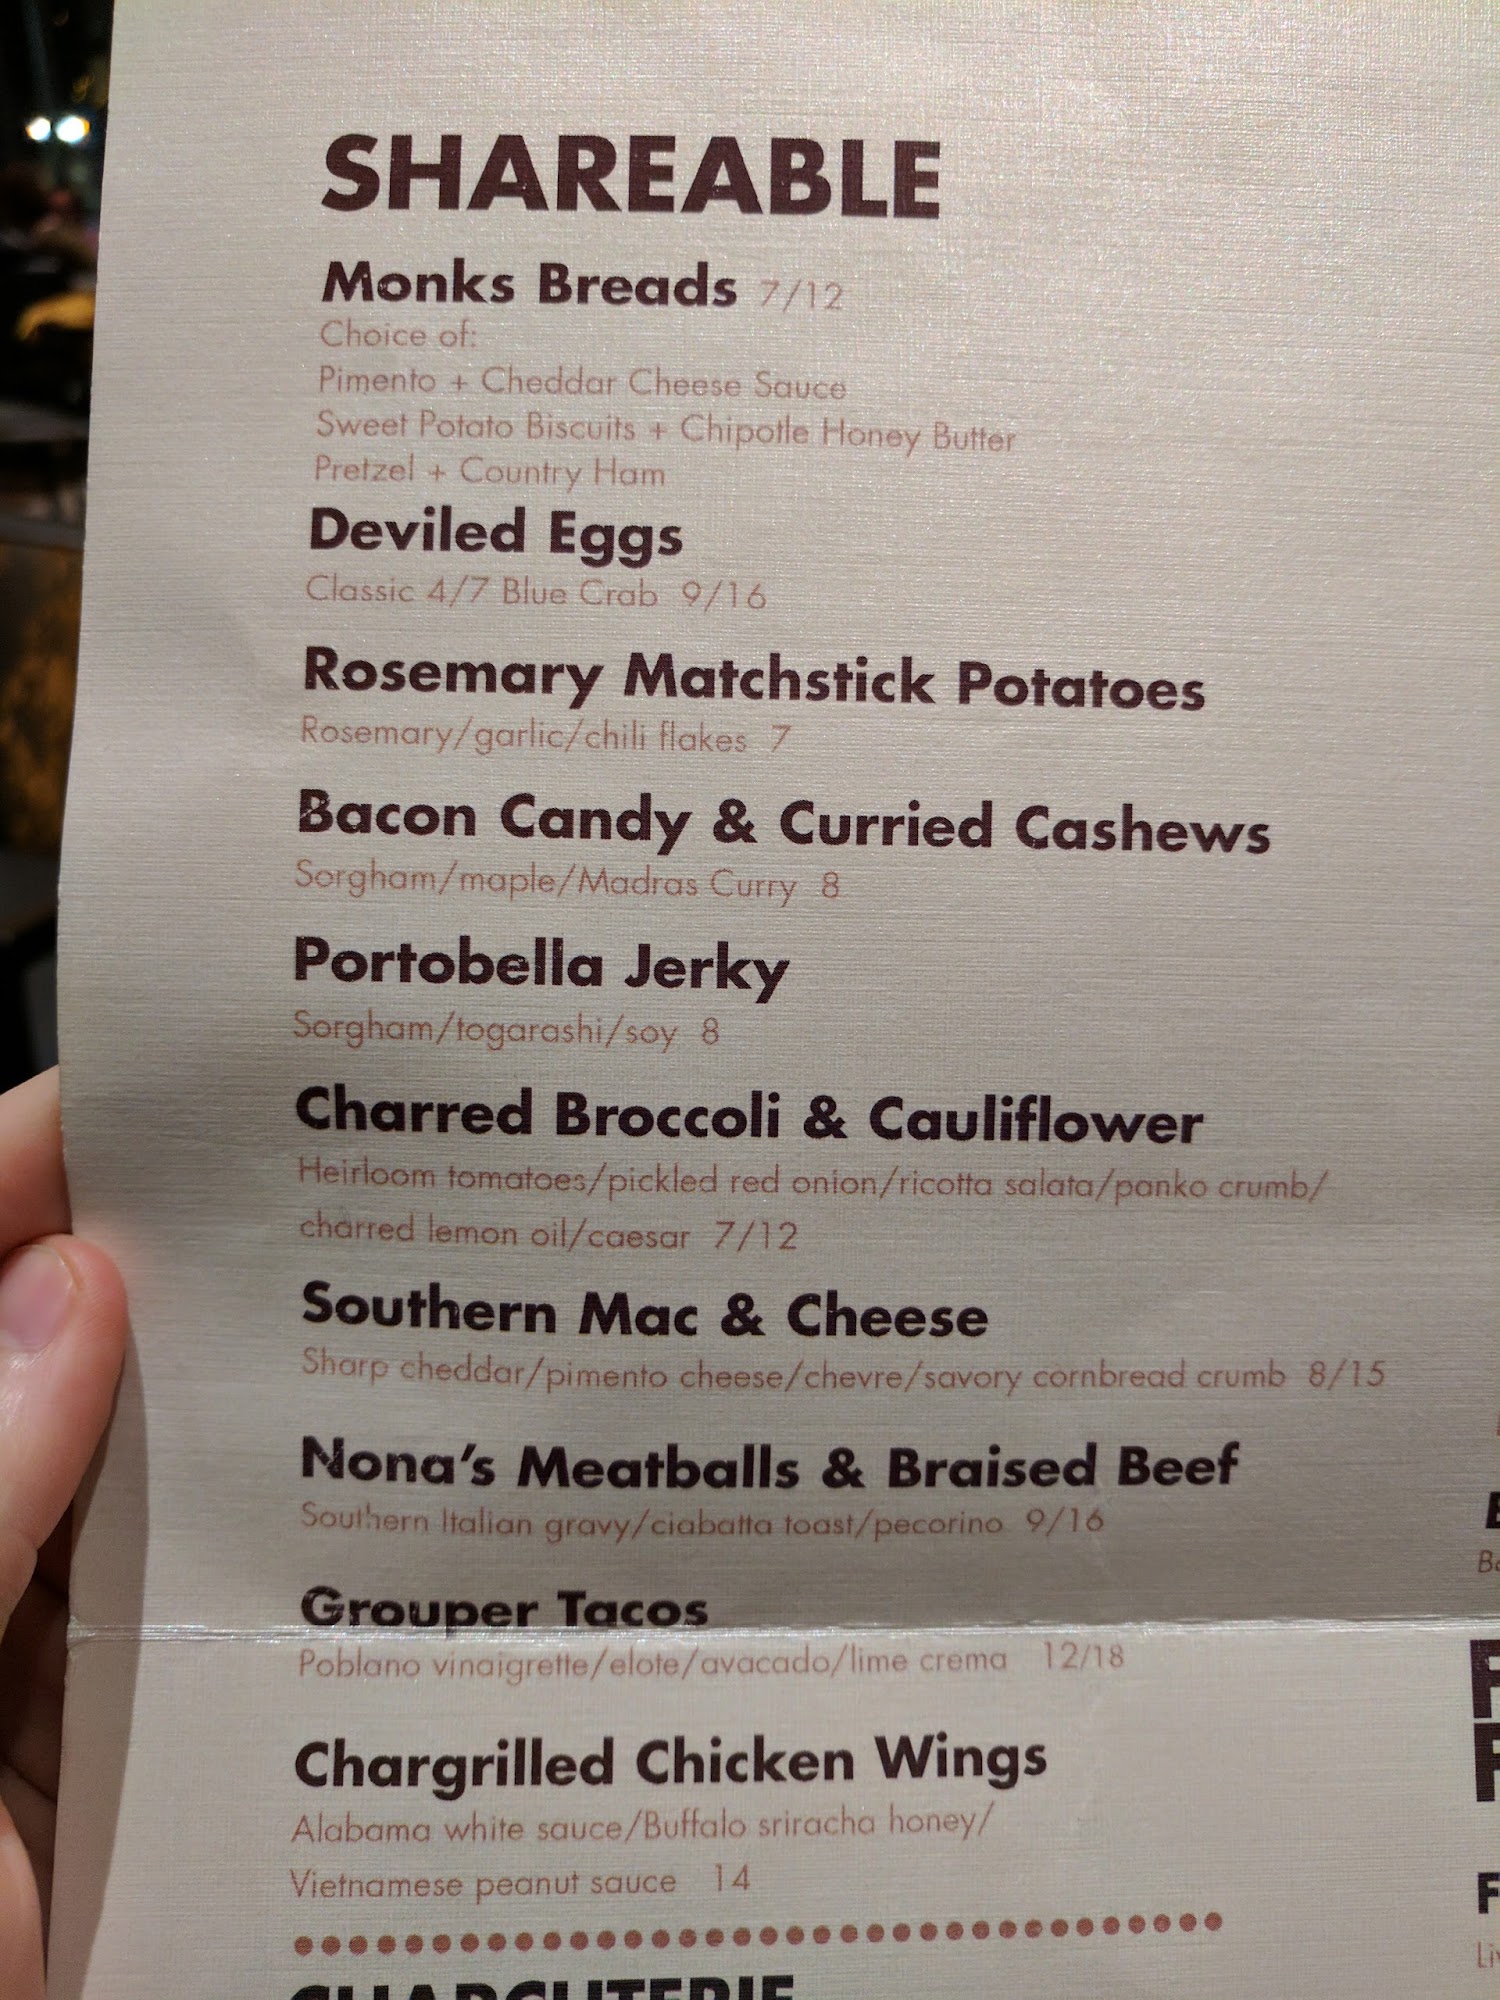 SHAREABLE
Monks Breads 7/12
Choice of:
Pimento + Cheddar Cheese Sauce
Sweet Potato Biscuits + Chipotle Honey Butter
Pretzel + Country Ham
Deviled Eggs
Classic 4/7 Blue Crab 9/16
Rosemary Matchstick Potatoes
Rosemary/garlic/chili flakes 7
Bacon Candy & Curried Cashews
Sorgham/maple/Madras Curry 8
Portobella Jerky
Sorgham/togarashi/soy 8
Charred Broccoli & Cauliflower
Heirloom tomatoes/pickled red onion/ricotta salata/panko crumb/
charred lemon oil/caesar 7/12
Southern Mac & Cheese
Sharp cheddar/pimento cheese/chevre/savory cornbread crumb 8/15
Nona's Meatballs & Braised Beef
Southern Italian gravy/ciabatta toast/pecorino 9/16
Grouper Tacos
Poblano vinaigrette/elote/avacado/lime crema 12/18
Chargrilled Chicken Wings
Alabama white sauce/Buffalo sriracha honey/
Vietnamese peanut sauce 14
CHARCUTERIE